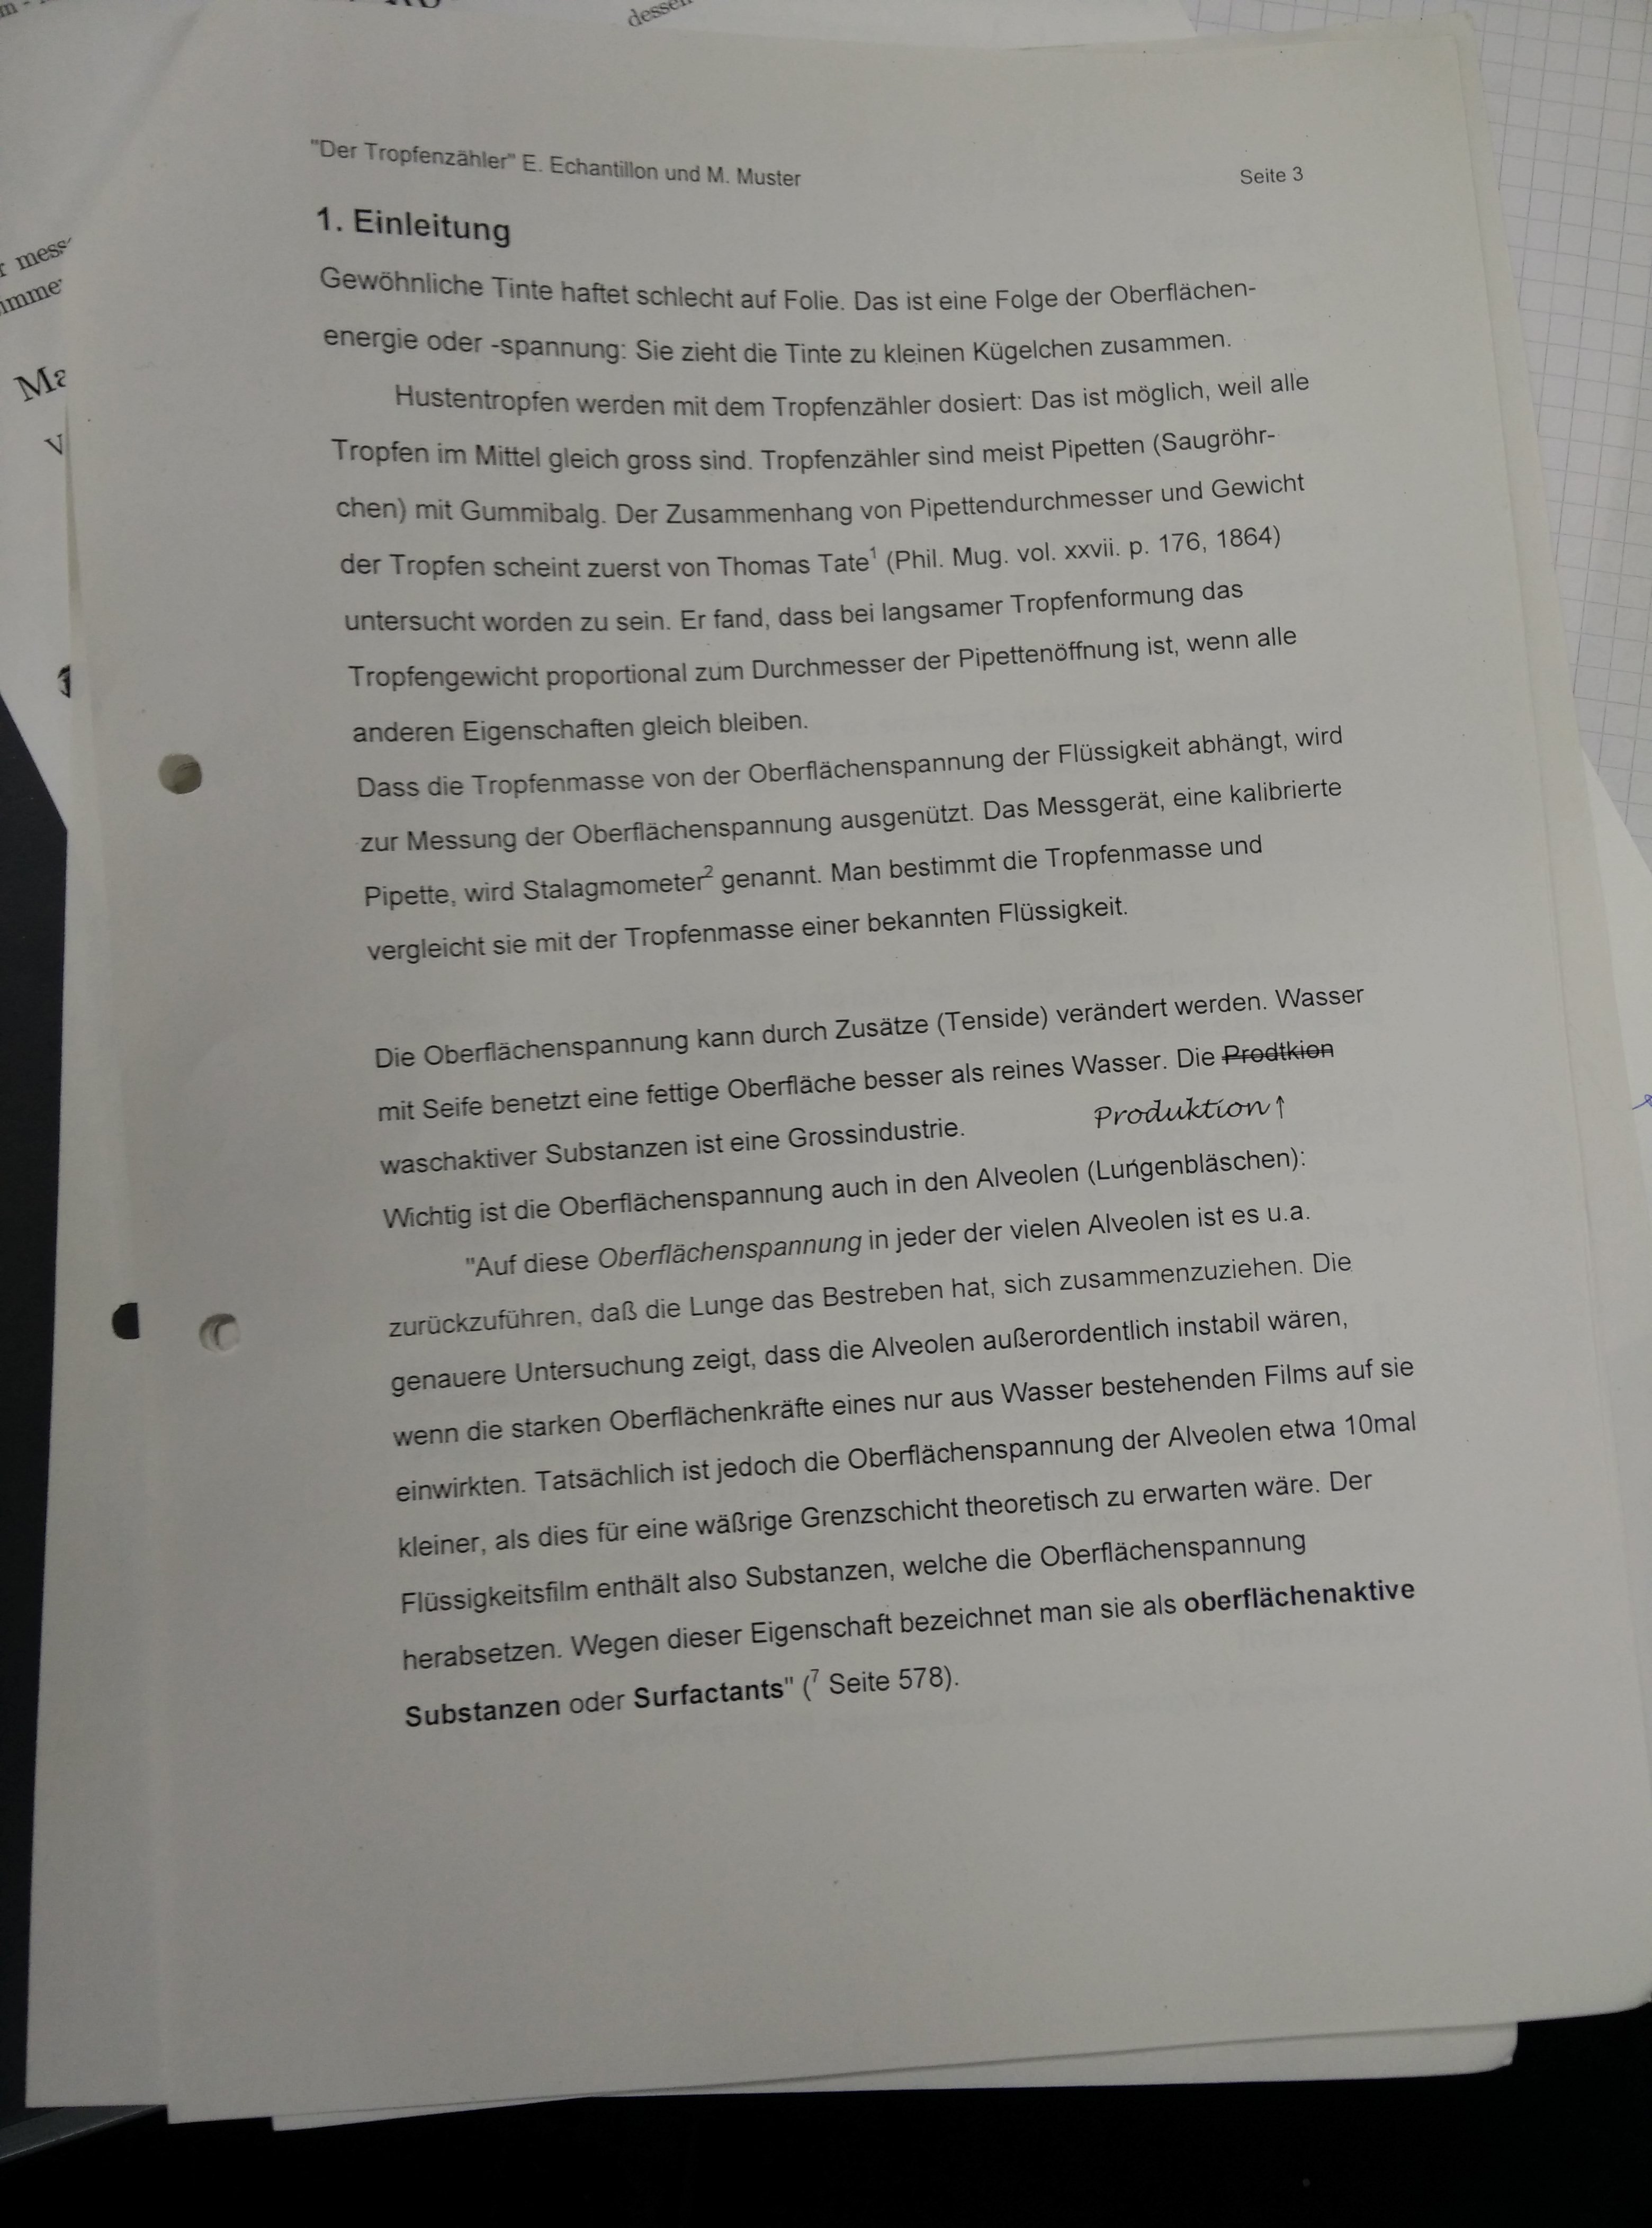 dessen
"Der Tropfenzähler" E. Echantillon und M. Muster Seite 3
1. Einleitung
Gewöhnliche Tinte haftet schlecht auf Folie. Das ist eine Folge der Oberflächen-
energie oder -spannung: Sie zieht die Tinte zu kleinen Kügelchen zusammen.
Hustentropfen werden mit dem Tropfenzähler dosiert: Das ist möglich, weil alle
Tropfen im Mittel gleich gross sind. Tropfenzähler sind meist Pipetten (Saugröhr-
chen) mit Gummibalg. Der Zusammenhang von Pipettendurchmesser und Gewicht
der Tropfen scheint zuerst von Thomas Tate¹ (Phil. Mug. vol. xxvii. p. 176, 1864)
untersucht worden zu sein. Er fand, dass bei langsamer Tropfenformung das
Tropfengewicht proportional zum Durchmesser der Pipettenöffnung ist, wenn alle
anderen Eigenschaften gleich bleiben.
Dass die Tropfenmasse von der Oberflächenspannung der Flüssigkeit abhängt, wird
zur Messung der Oberflächenspannung ausgenützt. Das Messgerät, eine kalibrierte
Pipette, wird Stalagmometer² genannt. Man bestimmt die Tropfenmasse und
vergleicht sie mit der Tropfenmasse einer bekannten Flüssigkeit.
Die Oberflächenspannung kann durch Zusätze (Tenside) verändert werden. Wasser
mit Seife benetzt eine fettige Oberfläche besser als reines Wasser. Die Prodtkion
Produktion ↑
waschaktiver Substanzen ist eine Grossindustrie.
Wichtig ist die Oberflächenspannung auch in den Alveolen (Lungenbläschen):
"Auf diese Oberflächenspannung in jeder der vielen Alveolen ist es u.a.
zurückzuführen, daß die Lunge das Bestreben hat, sich zusammenzuziehen. Die
genauere Untersuchung zeigt, dass die Alveolen außerordentlich instabil wären,
wenn die starken Oberflächenkräfte eines nur aus Wasser bestehenden Films auf sie
einwirkten. Tatsächlich ist jedoch die Oberflächenspannung der Alveolen etwa 10mal
kleiner, als dies für eine wäßrige Grenzschicht theoretisch zu erwarten wäre. Der
Flüssigkeitsfilm enthält also Substanzen, welche die Oberflächenspannung
herabsetzen. Wegen dieser Eigenschaft bezeichnet man sie als oberflächenaktive
Substanzen oder Surfactants" (⁷ Seite 578).